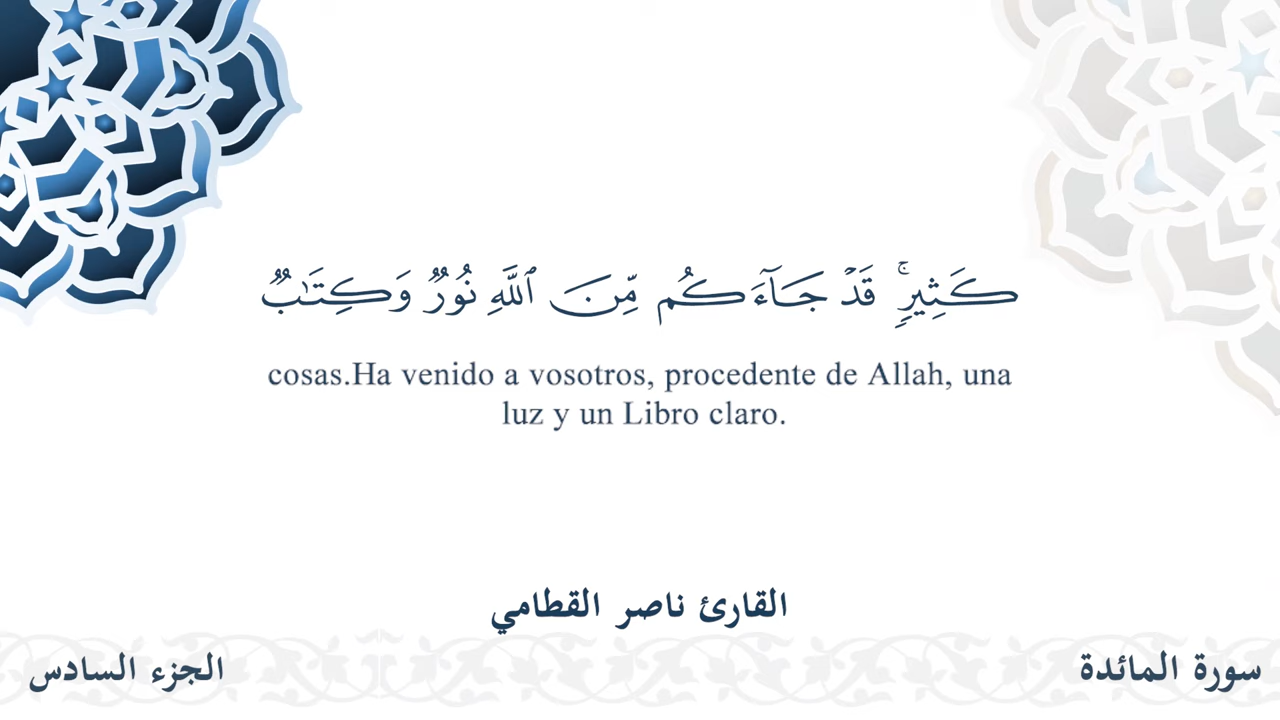 كَثِيرٖۚ قَدۡ جَآءَكُم مِّنَ ٱللَّهِ نُورٞ وَكِتَٰبٞ
cosas.Ha venido a vosotros, procedente de Allah, una
luz y un Libro claro.
القارئ ناصر القطامي
سورة المائدة
الجزء السادس